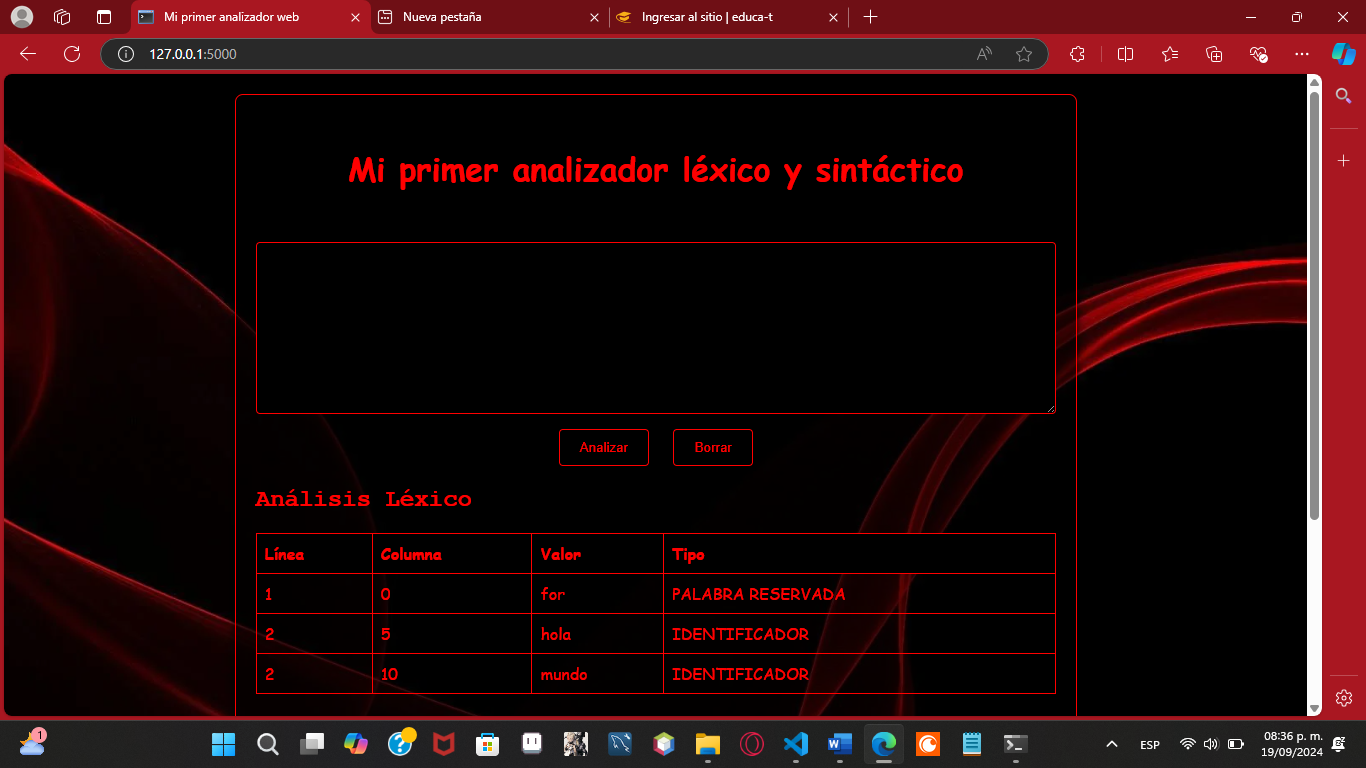 Mi primer analizador web
Nueva pestaña
Ingresar al sitio | educa-t
127.0.0.1:5000
Mi primer analizador léxico y sintáctico
Analizar Borrar
Análisis Léxico
Línea Columna Valor Tipo
1 0 for PALABRA RESERVADA
2 5 hola IDENTIFICADOR
2 10 mundo IDENTIFICADOR
1
ESP
08:36 p. m.
19/09/2024